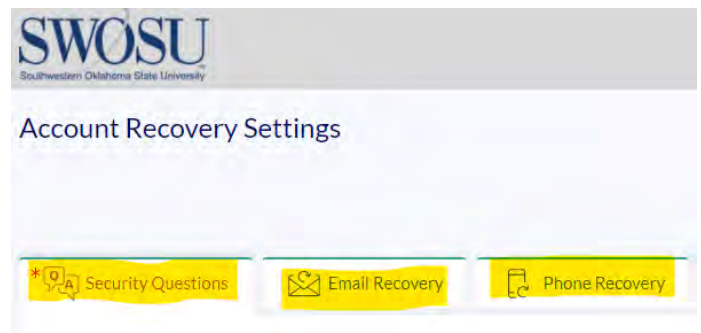 SWOSU
Southwestern Oklahoma State University
Account Recovery Settings
* Q A Security Questions
Email Recovery
Phone Recovery